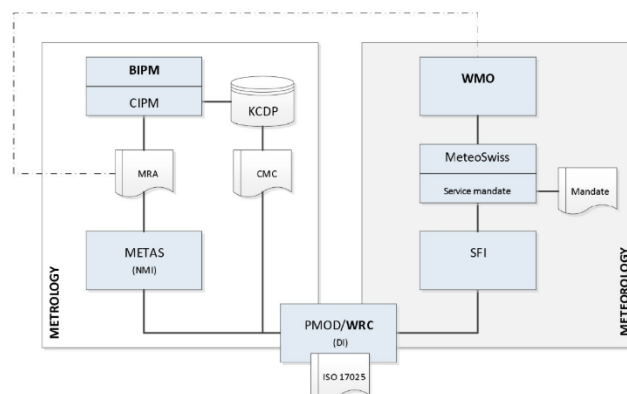 BIPM
CIPM
KCDP
MRA
CMC
METAS
(NMI)
METROLOGY
WMO
MeteoSwiss
Service mandate
Mandate
SFI
METEOROLOGY
PMOD/WRC
(DI)
ISO 17025